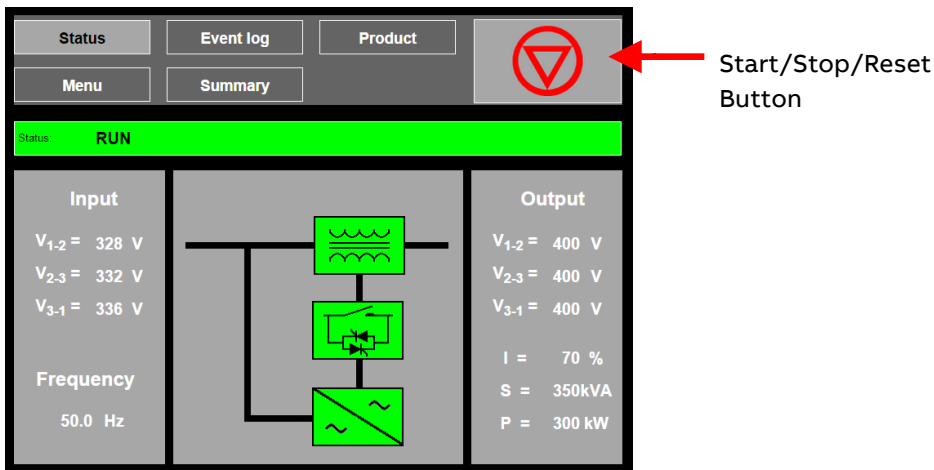 Status Event log Product
Menu Summary
Start/Stop/Reset
Button
Status: RUN
Input
V1-2 = 328 V
V2-3 = 332 V
V3-1 = 336 V
Frequency
50.0 Hz
Output
V1-2 = 400 V
V2-3 = 400 V
V3-1 = 400 V
I = 70 %
S = 350kVA
P = 300 kW